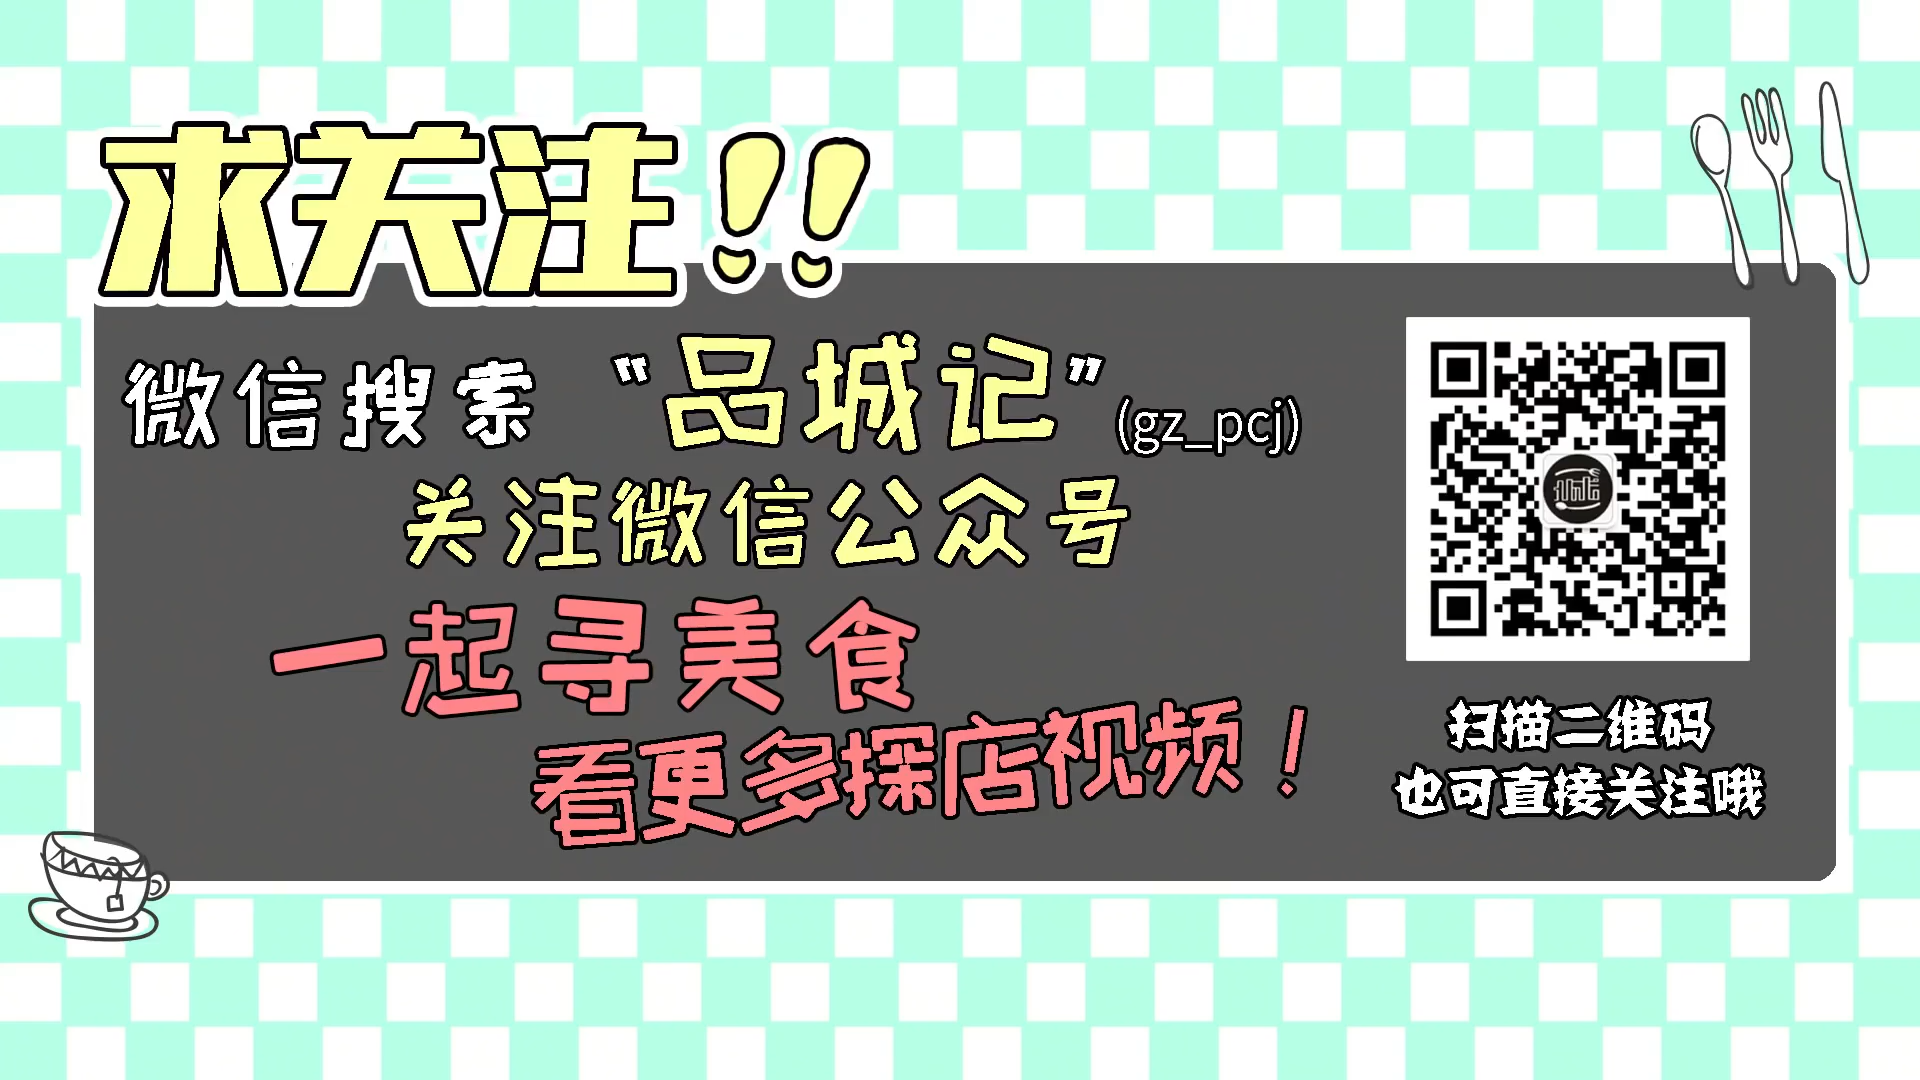 求关注!!
微信搜索“品城记”(gz_pcj)
关注微信公众号
一起寻美食
看更多探店视频！
城
扫描二维码
也可直接关注哦